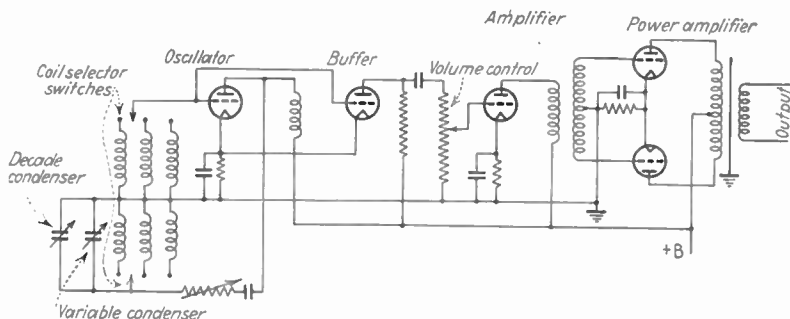 Amplifier
Power amplifier
Oscillator
Buffer
Coil selector
switches
Volume control
Decade
condenser
Output
+B
Variable condenser